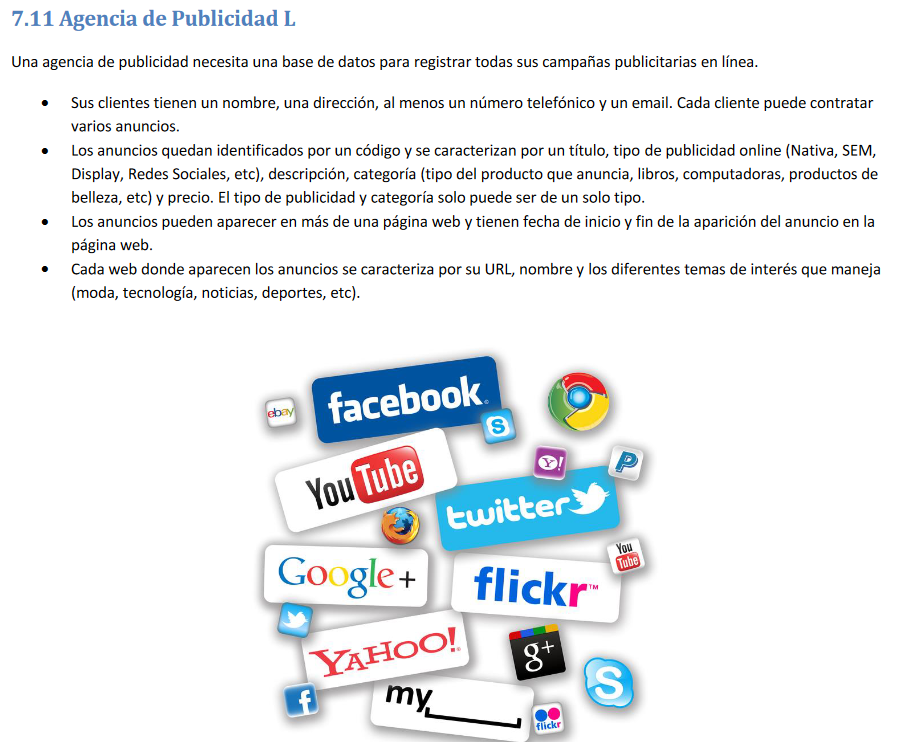 7.11 Agencia de Publicidad L
Una agencia de publicidad necesita una base de datos para registrar todas sus campañas publicitarias en línea.
• Sus clientes tienen un nombre, una dirección, al menos un número telefónico y un email. Cada cliente puede contratar
varios anuncios.
• Los anuncios quedan identificados por un código y se caracterizan por un título, tipo de publicidad online (Nativa, SEM,
Display, Redes Sociales, etc), descripción, categoría (tipo del producto que anuncia, libros, computadoras, productos de
belleza, etc) y precio. El tipo de publicidad y categoría solo puede ser de un solo tipo.
• Los anuncios pueden aparecer en más de una página web y tienen fecha de inicio y fin de la aparición del anuncio en la
página web.
• Cada web donde aparecen los anuncios se caracteriza por su URL, nombre y los diferentes temas de interés que maneja
(moda, tecnología, noticias, deportes, etc).
ebay
facebook
S
YouTube
Y!
P
twitter
You
Tube
Google+
flickr™
YAHOO!
g+
S
f
my
flickr